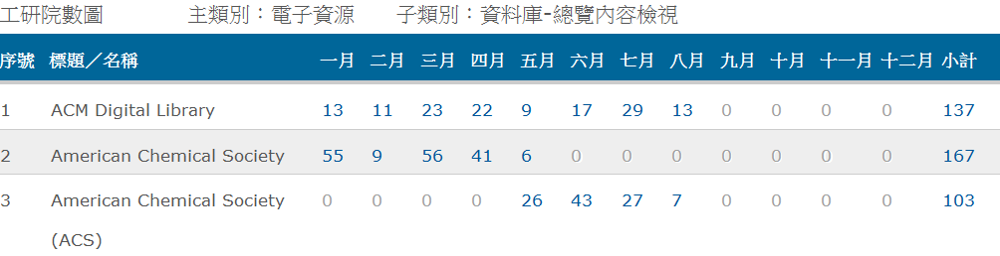 工研院數圖 主類別：電子資源 子類別：資料庫-總覽內容檢視
序號 標題／名稱 一月 二月 三月 四月 五月 六月 七月 八月 九月 十月 十一月 十二月 小計
1 ACM Digital Library 13 11 23 22 9 17 29 13 0 0 0 0 137
2 American Chemical Society 55 9 56 41 6 0 0 0 0 0 0 0 167
3 American Chemical Society 0 0 0 0 26 43 27 7 0 0 0 0 103
(ACS)